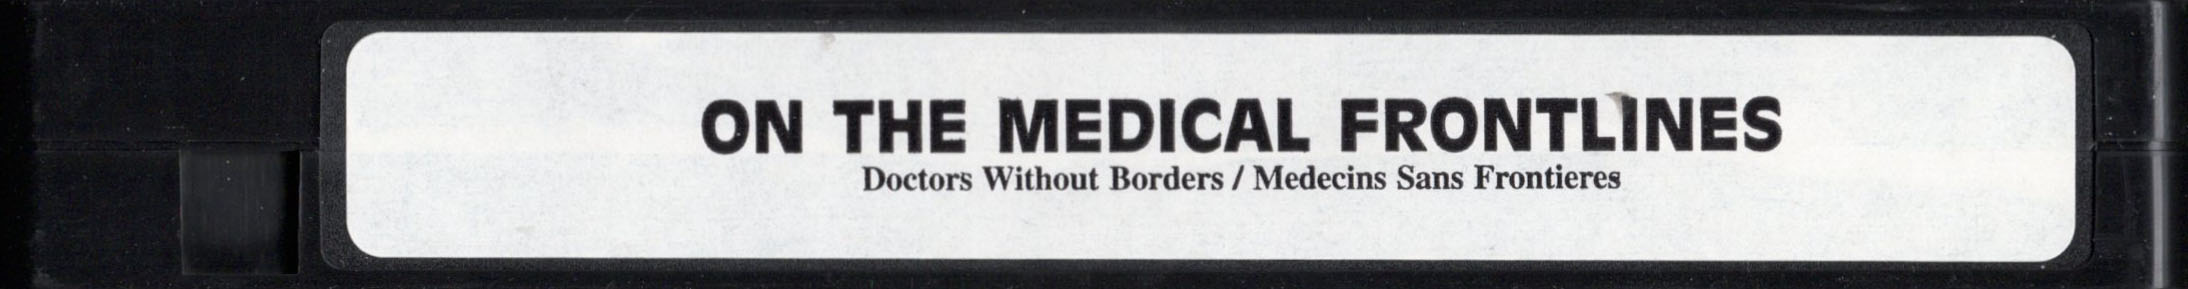 ON THE MEDICAL FRONTLINES
Doctors Without Borders / Medecins Sans Frontieres